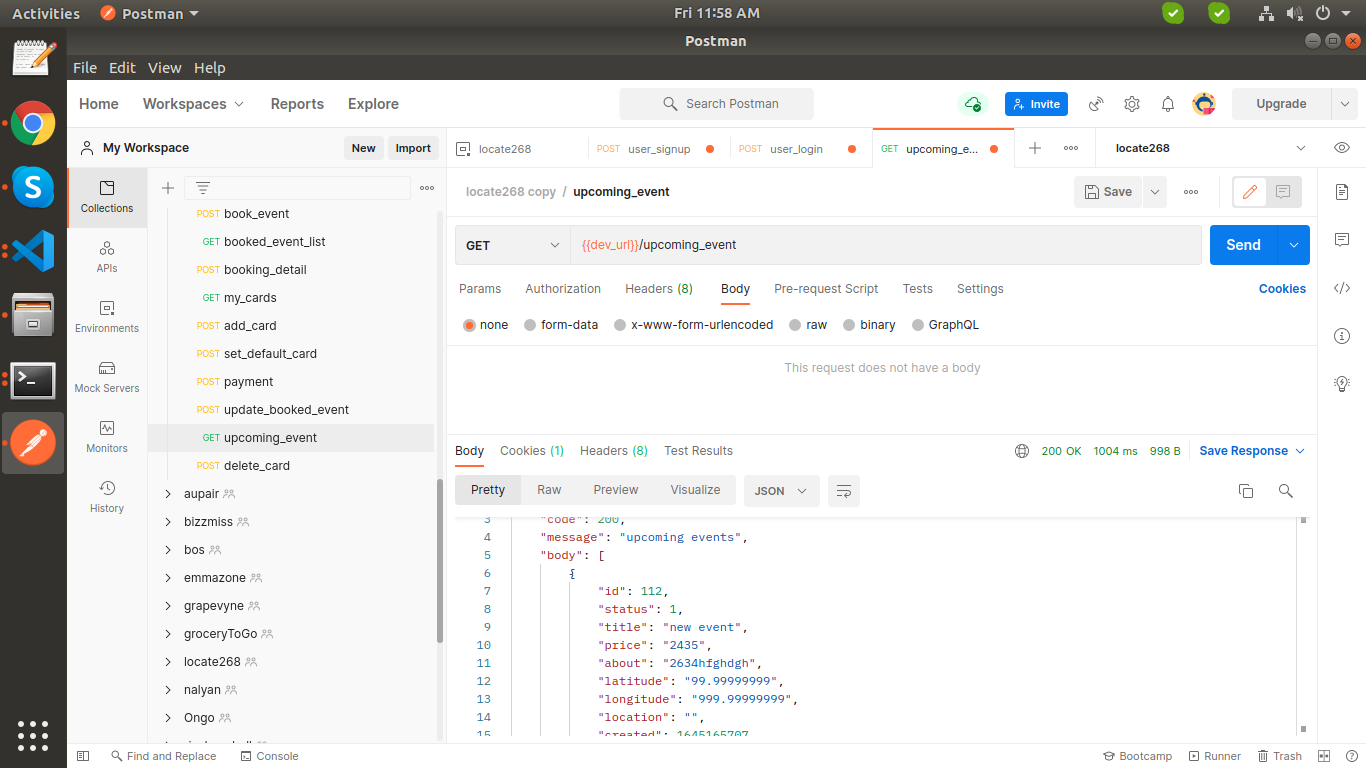 Activities Postman Fri 11:58 AM
Postman
File Edit View Help
Home Workspaces Reports Explore Search Postman Invite Upgrade
My Workspace New Import
locate268 POST user_signup POST user_login GET upcoming_e... locate268
Collections
APIs
Environments
Mock Servers
Monitors
History
POST book_event
GET booked_event_list
POST booking_detail
GET my_cards
POST add_card
POST set_default_card
POST payment
POST update_booked_event
GET upcoming_event
POST delete_card
aupair
bizzmiss
bos
emmazone
grapevyne
groceryToGo
locate268
nalyan
Ongo
locate268 copy / upcoming_event Save
GET {{dev_url}}/upcoming_event Send
Params Authorization Headers (8) Body Pre-request Script Tests Settings Cookies
none form-data x-www-form-urlencoded raw binary GraphQL
This request does not have a body
Body Cookies (1) Headers (8) Test Results 200 OK 1004 ms 998 B Save Response
Pretty Raw Preview Visualize JSON
3 "code": 200,
4 "message": "upcoming events",
5 "body": [
6 {
7 "id": 112,
8 "status": 1,
9 "title": "new event",
10 "price": "2435",
11 "about": "2634hfghdgh",
12 "latitude": "99.99999999",
13 "longitude": "999.99999999",
14 "location": "",
15 "created": 1645165707,
Find and Replace Console Bootcamp Runner Trash